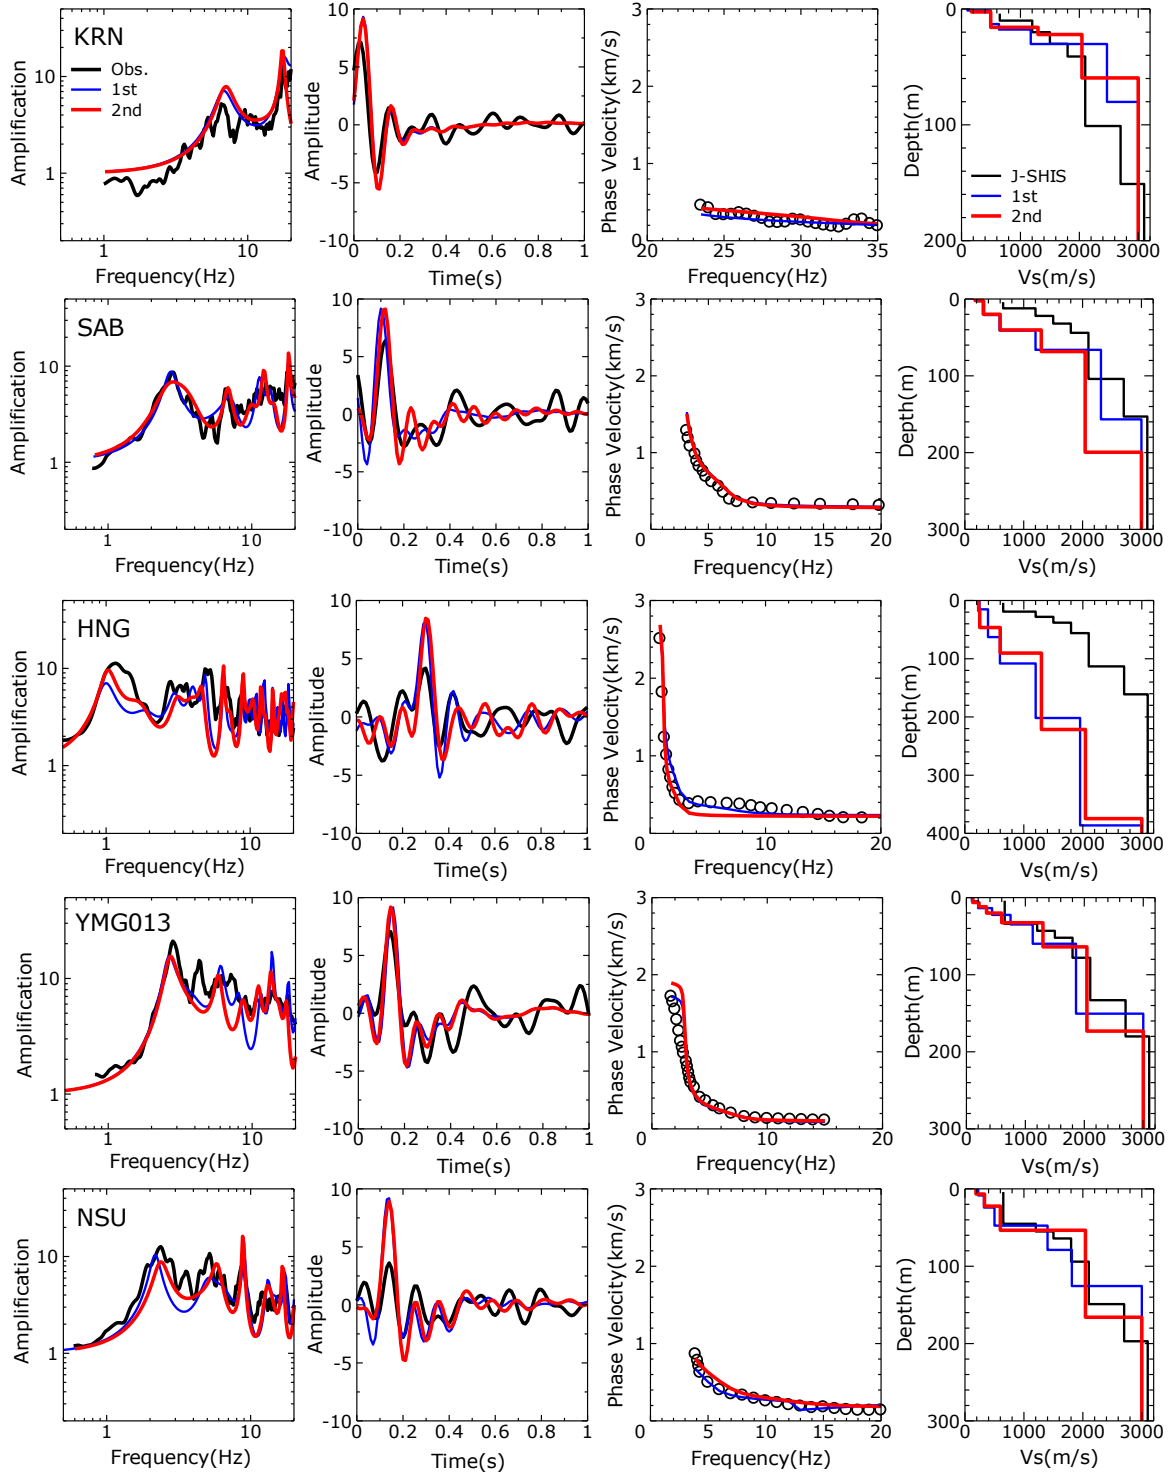 KRN
Obs.
1st
2nd
Amplification
10
1
1
10
Frequency(Hz)
Amplitude
10
5
0
-5
-10
0 0.2 0.4 0.6 0.8 1
Time(s)
Phase Velocity(km/s)
3
2
1
0
20 25 30 35
Frequency(Hz)
Depth(m)
0
100
200
J-SHIS
1st
2nd
0 1000 2000 3000
Vs(m/s)
SAB
Amplification
10
1
1 10
Frequency(Hz)
Amplitude
10
5
0
-5
-10
0 0.2 0.4 0.6 0.8 1
Time(s)
Phase Velocity(km/s)
3
2
1
0
0 5 10 15 20
Frequency(Hz)
Depth(m)
0
100
200
300
0 1000 2000 3000
Vs(m/s)
HNG
Amplification
10
1
1 10
Frequency(Hz)
Amplitude
10
5
0
-5
-10
0 0.2 0.4 0.6 0.8 1
Time(s)
Phase Velocity(km/s)
3
2
1
0
0 10 20
Frequency(Hz)
Depth(m)
0
100
200
300
400
0 1000 2000 3000
Vs(m/s)
YMG013
Amplification
10
1
1 10
Frequency(Hz)
Amplitude
10
5
0
-5
-10
0 0.2 0.4 0.6 0.8 1
Time(s)
Phase Velocity(km/s)
3
2
1
0
0 10 20
Frequency(Hz)
Depth(m)
0
100
200
300
0 1000 2000 3000
Vs(m/s)
NSU
Amplification
10
1
1 10
Frequency(Hz)
Amplitude
10
5
0
-5
-10
0 0.2 0.4 0.6 0.8 1
Time(s)
Phase Velocity(km/s)
3
2
1
0
0 5 10 15 20
Frequency(Hz)
Depth(m)
0
100
200
300
0 1000 2000 3000
Vs(m/s)